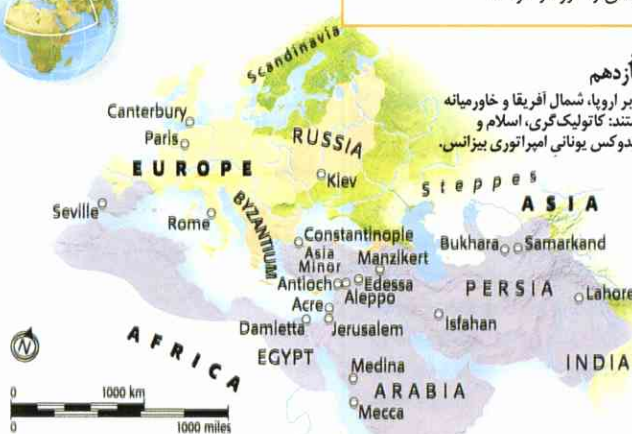 ازدهم
بر اروپا، شمال آفریقا و خاورمیانه
ستند: کاتولیک‌گری، اسلام و
دوکس یونانیِ امپراتوری بیزانس.
Scandinavia
Canterbury
Paris
RUSSIA
EUROPE
Kiev
Steppes
ASIA
Seville
Rome
BYZANTIUM
Constantinople
Bukhara
Samarkand
Asia
Minor
Manzikert
Antioch
Edessa
Aleppo
PERSIA
Lahore
Acre
Damietta
Jerusalem
Isfahan
AFRICA
EGYPT
INDIA
Medina
ARABIA
Mecca
N
0 1000 km
0 1000 miles